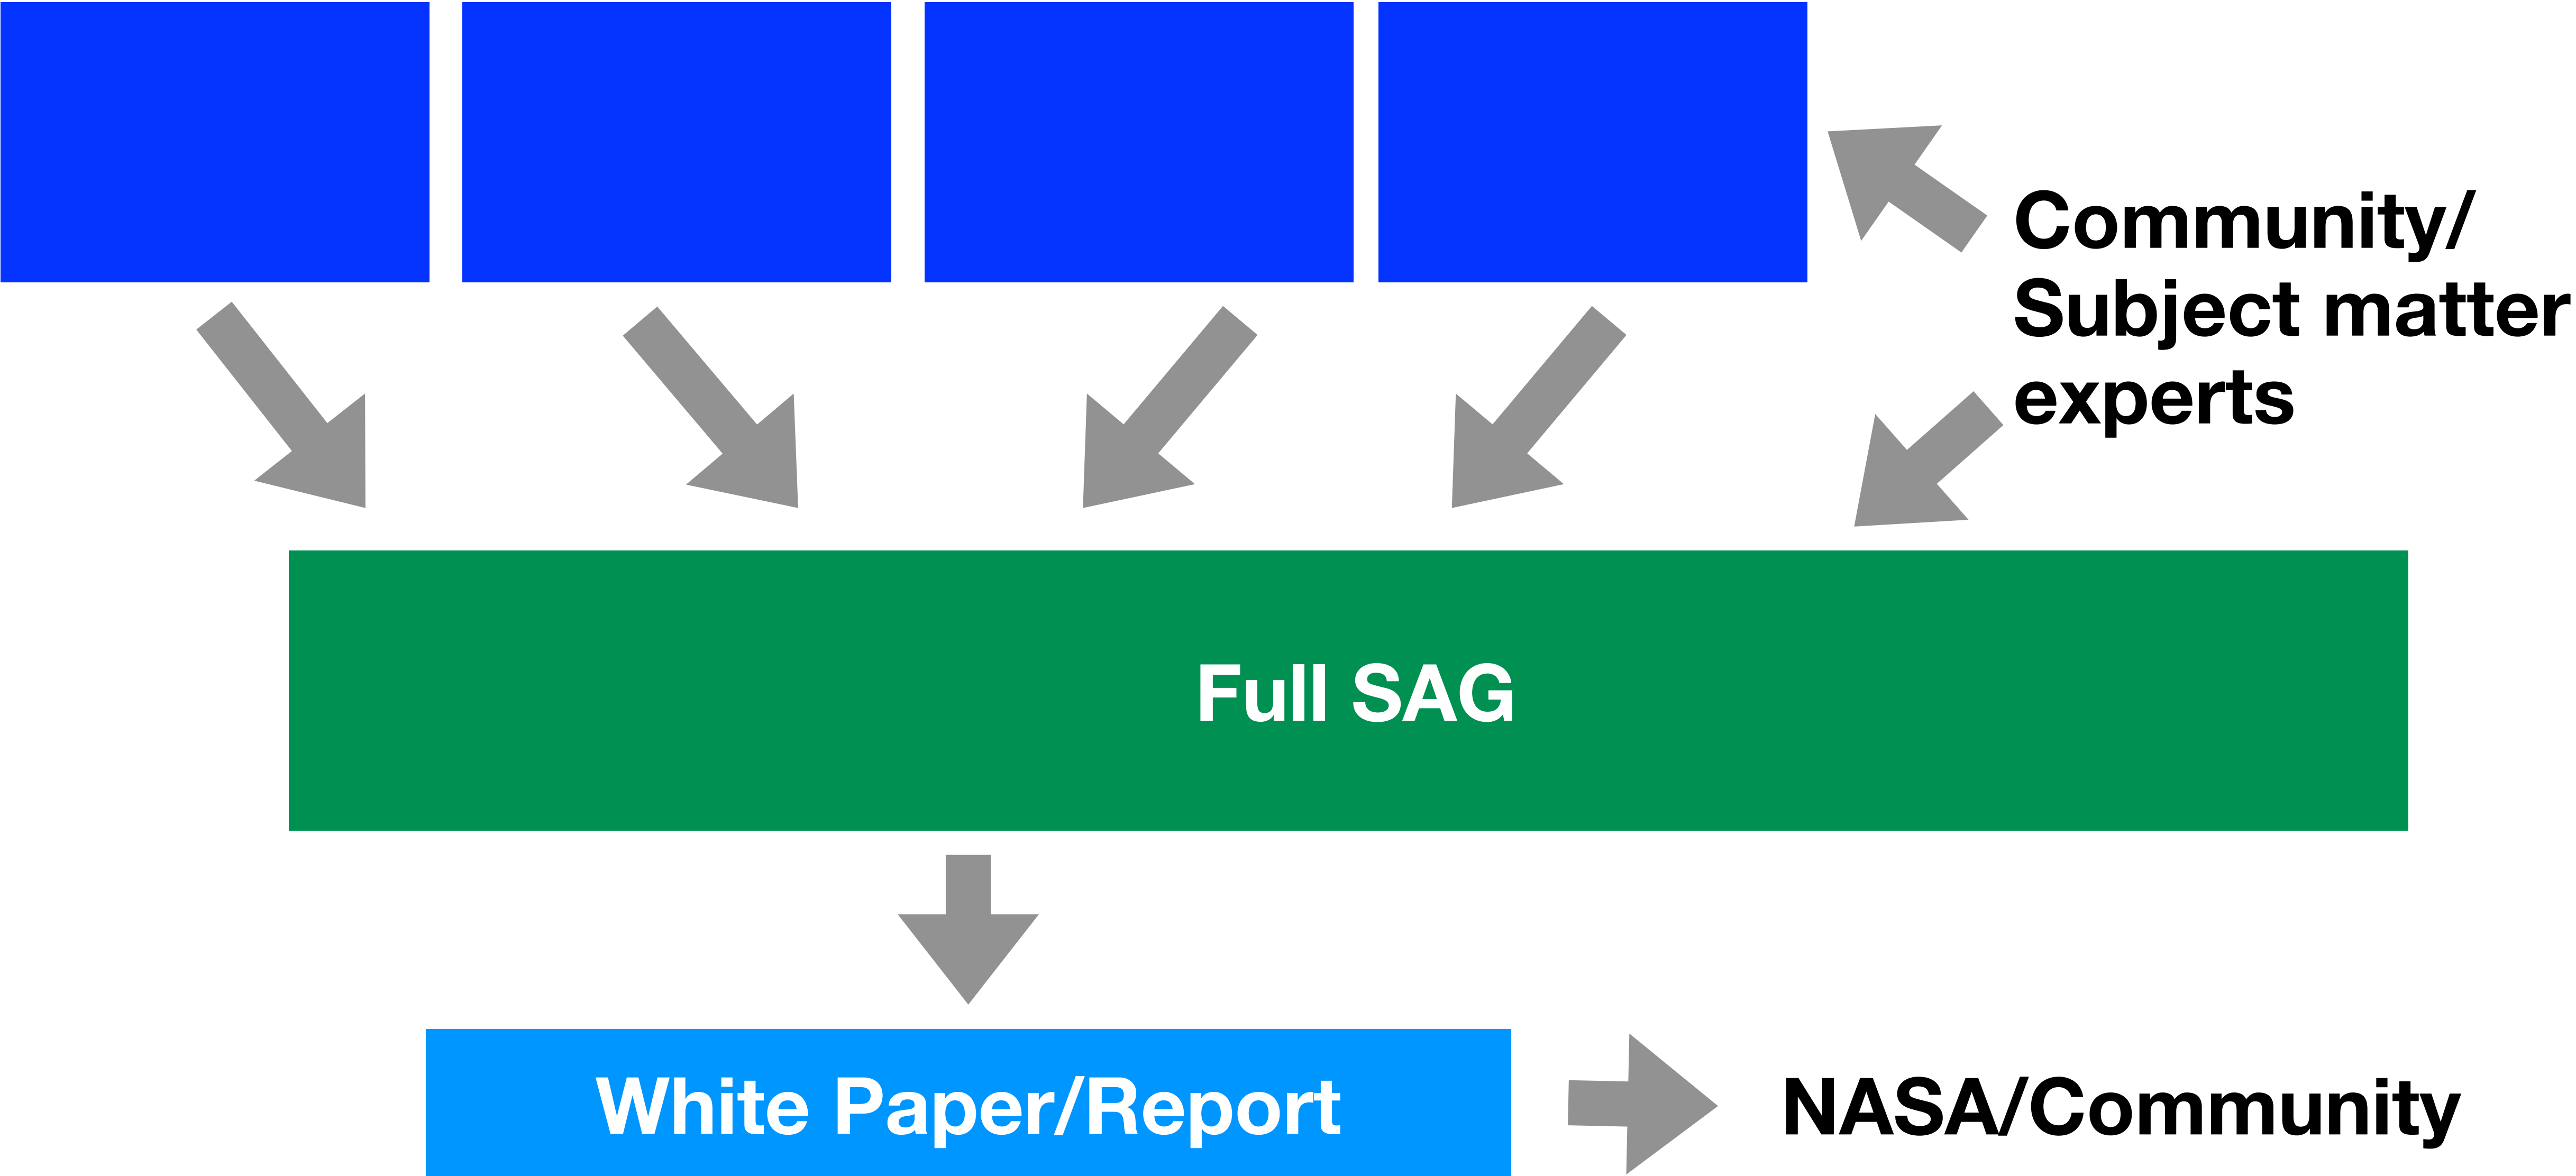 Community/
Subject matter
experts
Full SAG
White Paper/Report
NASA/Community